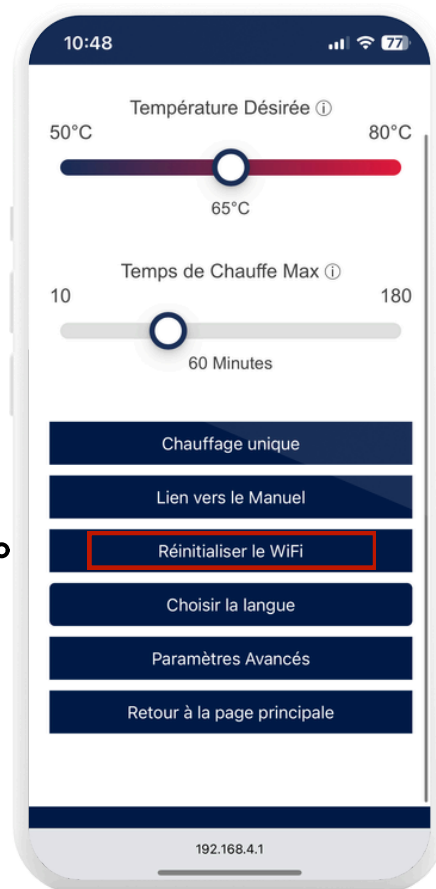 10:48
77
Température Désirée ⓘ
50°C
80°C
65°C
Temps de Chauffe Max ⓘ
10
180
60 Minutes
Chauffage unique
Lien vers le Manuel
Réinitialiser le WiFi
Choisir la langue
Paramètres Avancés
Retour à la page principale
192.168.4.1